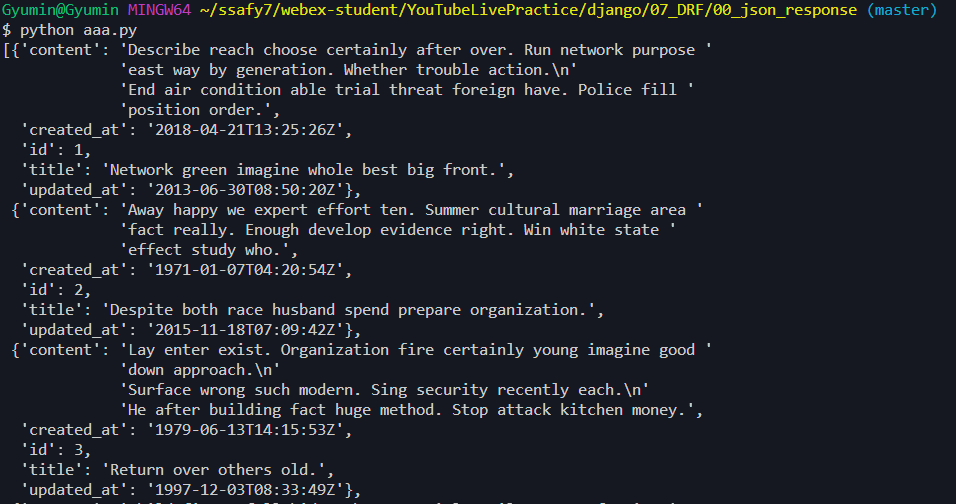 Gyumin@Gyumin MINGW64 ~/ssafy7/webex-student/YouTubeLivePractice/django/07_DRF/00_json_response (master)
$ python aaa.py
[{'content': 'Describe reach choose certainly after over. Run network purpose '
'east way by generation. Whether trouble action.\n'
'End air condition able trial threat foreign have. Police fill '
'position order.',
'created_at': '2018-04-21T13:25:26Z',
'id': 1,
'title': 'Network green imagine whole best big front.',
'updated_at': '2013-06-30T08:50:20Z'},
{'content': 'Away happy we expert effort ten. Summer cultural marriage area '
'fact really. Enough develop evidence right. Win white state '
'effect study who.',
'created_at': '1971-01-07T04:20:54Z',
'id': 2,
'title': 'Despite both race husband spend prepare organization.',
'updated_at': '2015-11-18T07:09:42Z'},
{'content': 'Lay enter exist. Organization fire certainly young imagine good '
'down approach.\n'
'Surface wrong such modern. Sing security recently each.\n'
'He after building fact huge method. Stop attack kitchen money.',
'created_at': '1979-06-13T14:15:53Z',
'id': 3,
'title': 'Return over others old.',
'updated_at': '1997-12-03T08:33:49Z'},